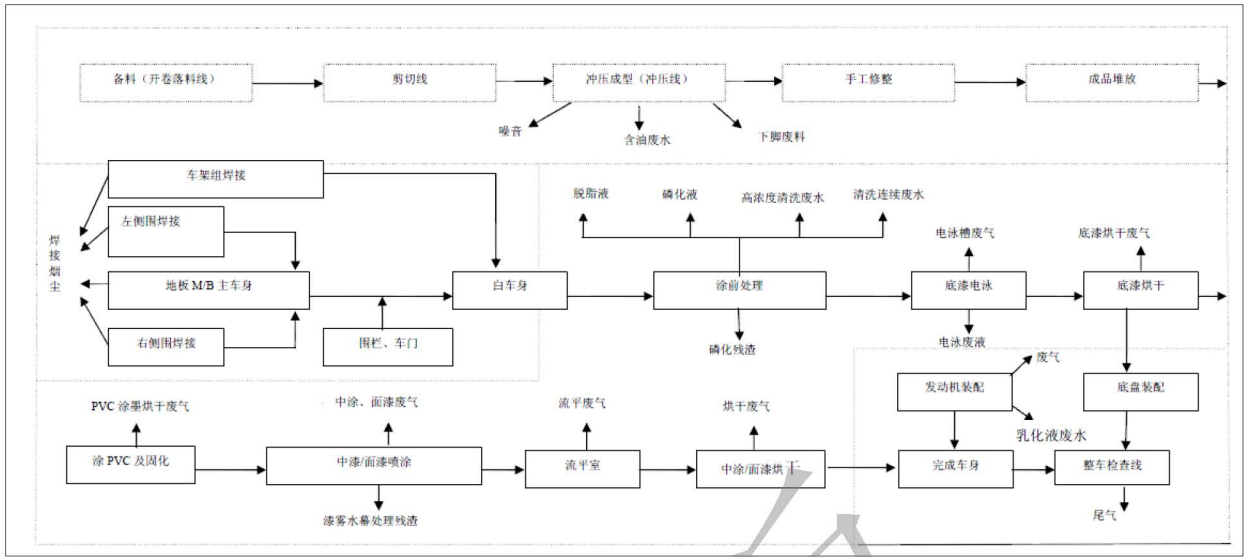 备料（开卷落料线）
剪切线
冲压成型（冲压线）
手工修整
成品堆放
噪音
含油废水
下脚废料
车架组焊接
左侧围焊接
焊接烟尘
地板 M/B 主车身
右侧围焊接
围栏、车门
白车身
脱脂液
磷化液
高浓度清洗废水
清洗连续废水
涂前处理
磷化残渣
电泳槽废气
底漆电泳
电泳废液
底漆烘干废气
底漆烘干
发动机装配
废气
乳化液废水
底盘装配
PVC 涂墨烘干废气
涂 PVC 及固化
中涂、面漆废气
中漆/面漆喷涂
漆雾水幕处理残渣
流平废气
流平室
烘干废气
中涂/面漆烘干
完成车身
整车检查线
尾气